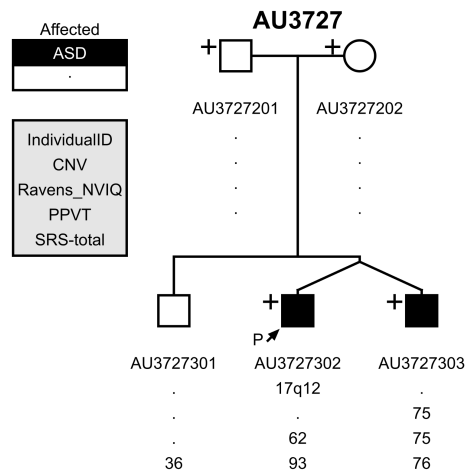 AU3727
Affected
ASD
.
IndividualID
CNV
Ravens_NVIQ
PPVT
SRS-total
+ +
AU3727201 AU3727202
. .
. .
. .
. .
+ +
P
AU3727301 AU3727302 AU3727303
. 17q12 .
. . 75
. 62 75
36 93 76